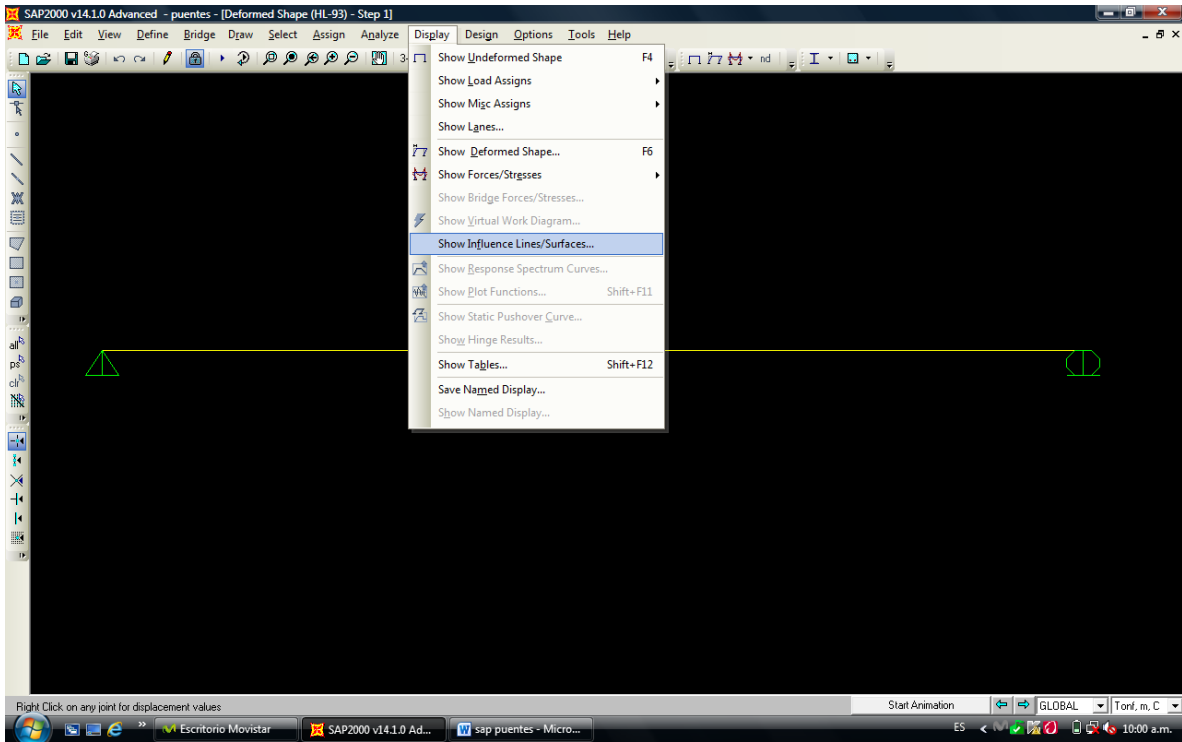 SAP2000 v14.1.0 Advanced - puentes - [Deformed Shape (HL-93) - Step 1]
File Edit View Define Bridge Draw Select Assign Analyze Display Design Options Tools Help
3- nd
Show Undeformed Shape F4
Show Load Assigns
Show Misc Assigns
Show Lanes...
Show Deformed Shape... F6
Show Forces/Stresses
Show Bridge Forces/Stresses...
Show Virtual Work Diagram...
Show Influence Lines/Surfaces...
Show Response Spectrum Curves...
Show Plot Functions... Shift+F11
Show Static Pushover Curve...
Show Hinge Results...
Show Tables... Shift+F12
Save Named Display...
Show Named Display...
all
ps
clr
Right Click on any joint for displacement values Start Animation GLOBAL Tonf, m, C
Escritorio Movistar SAP2000 v14.1.0 Ad... sap puentes - Micro... ES 10:00 a.m.